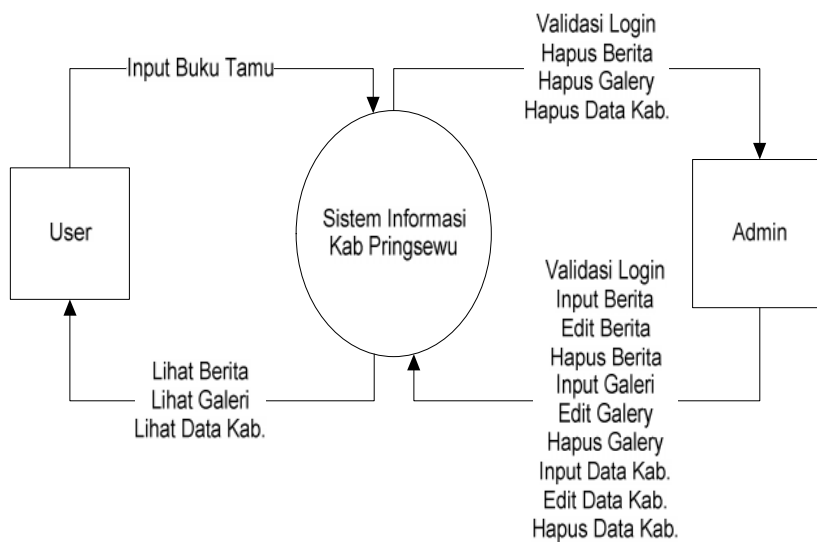 Validasi Login
Hapus Berita
Hapus Galery
Hapus Data Kab.
Input Buku Tamu
User
Sistem Informasi
Kab Pringsewu
Admin
Lihat Berita
Lihat Galeri
Lihat Data Kab.
Validasi Login
Input Berita
Edit Berita
Hapus Berita
Input Galeri
Edit Galery
Hapus Galery
Input Data Kab.
Edit Data Kab.
Hapus Data Kab.